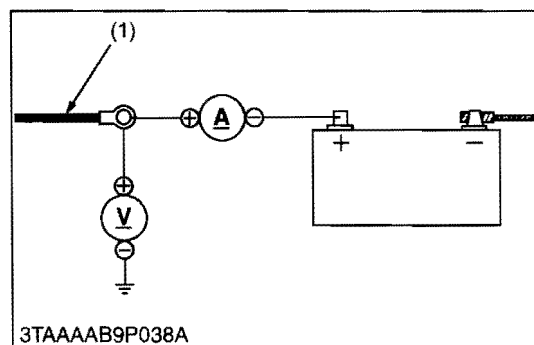 (1)
⊕ A ⊖
+ −
⊕
V
⊖
3TAAAAB9P038A